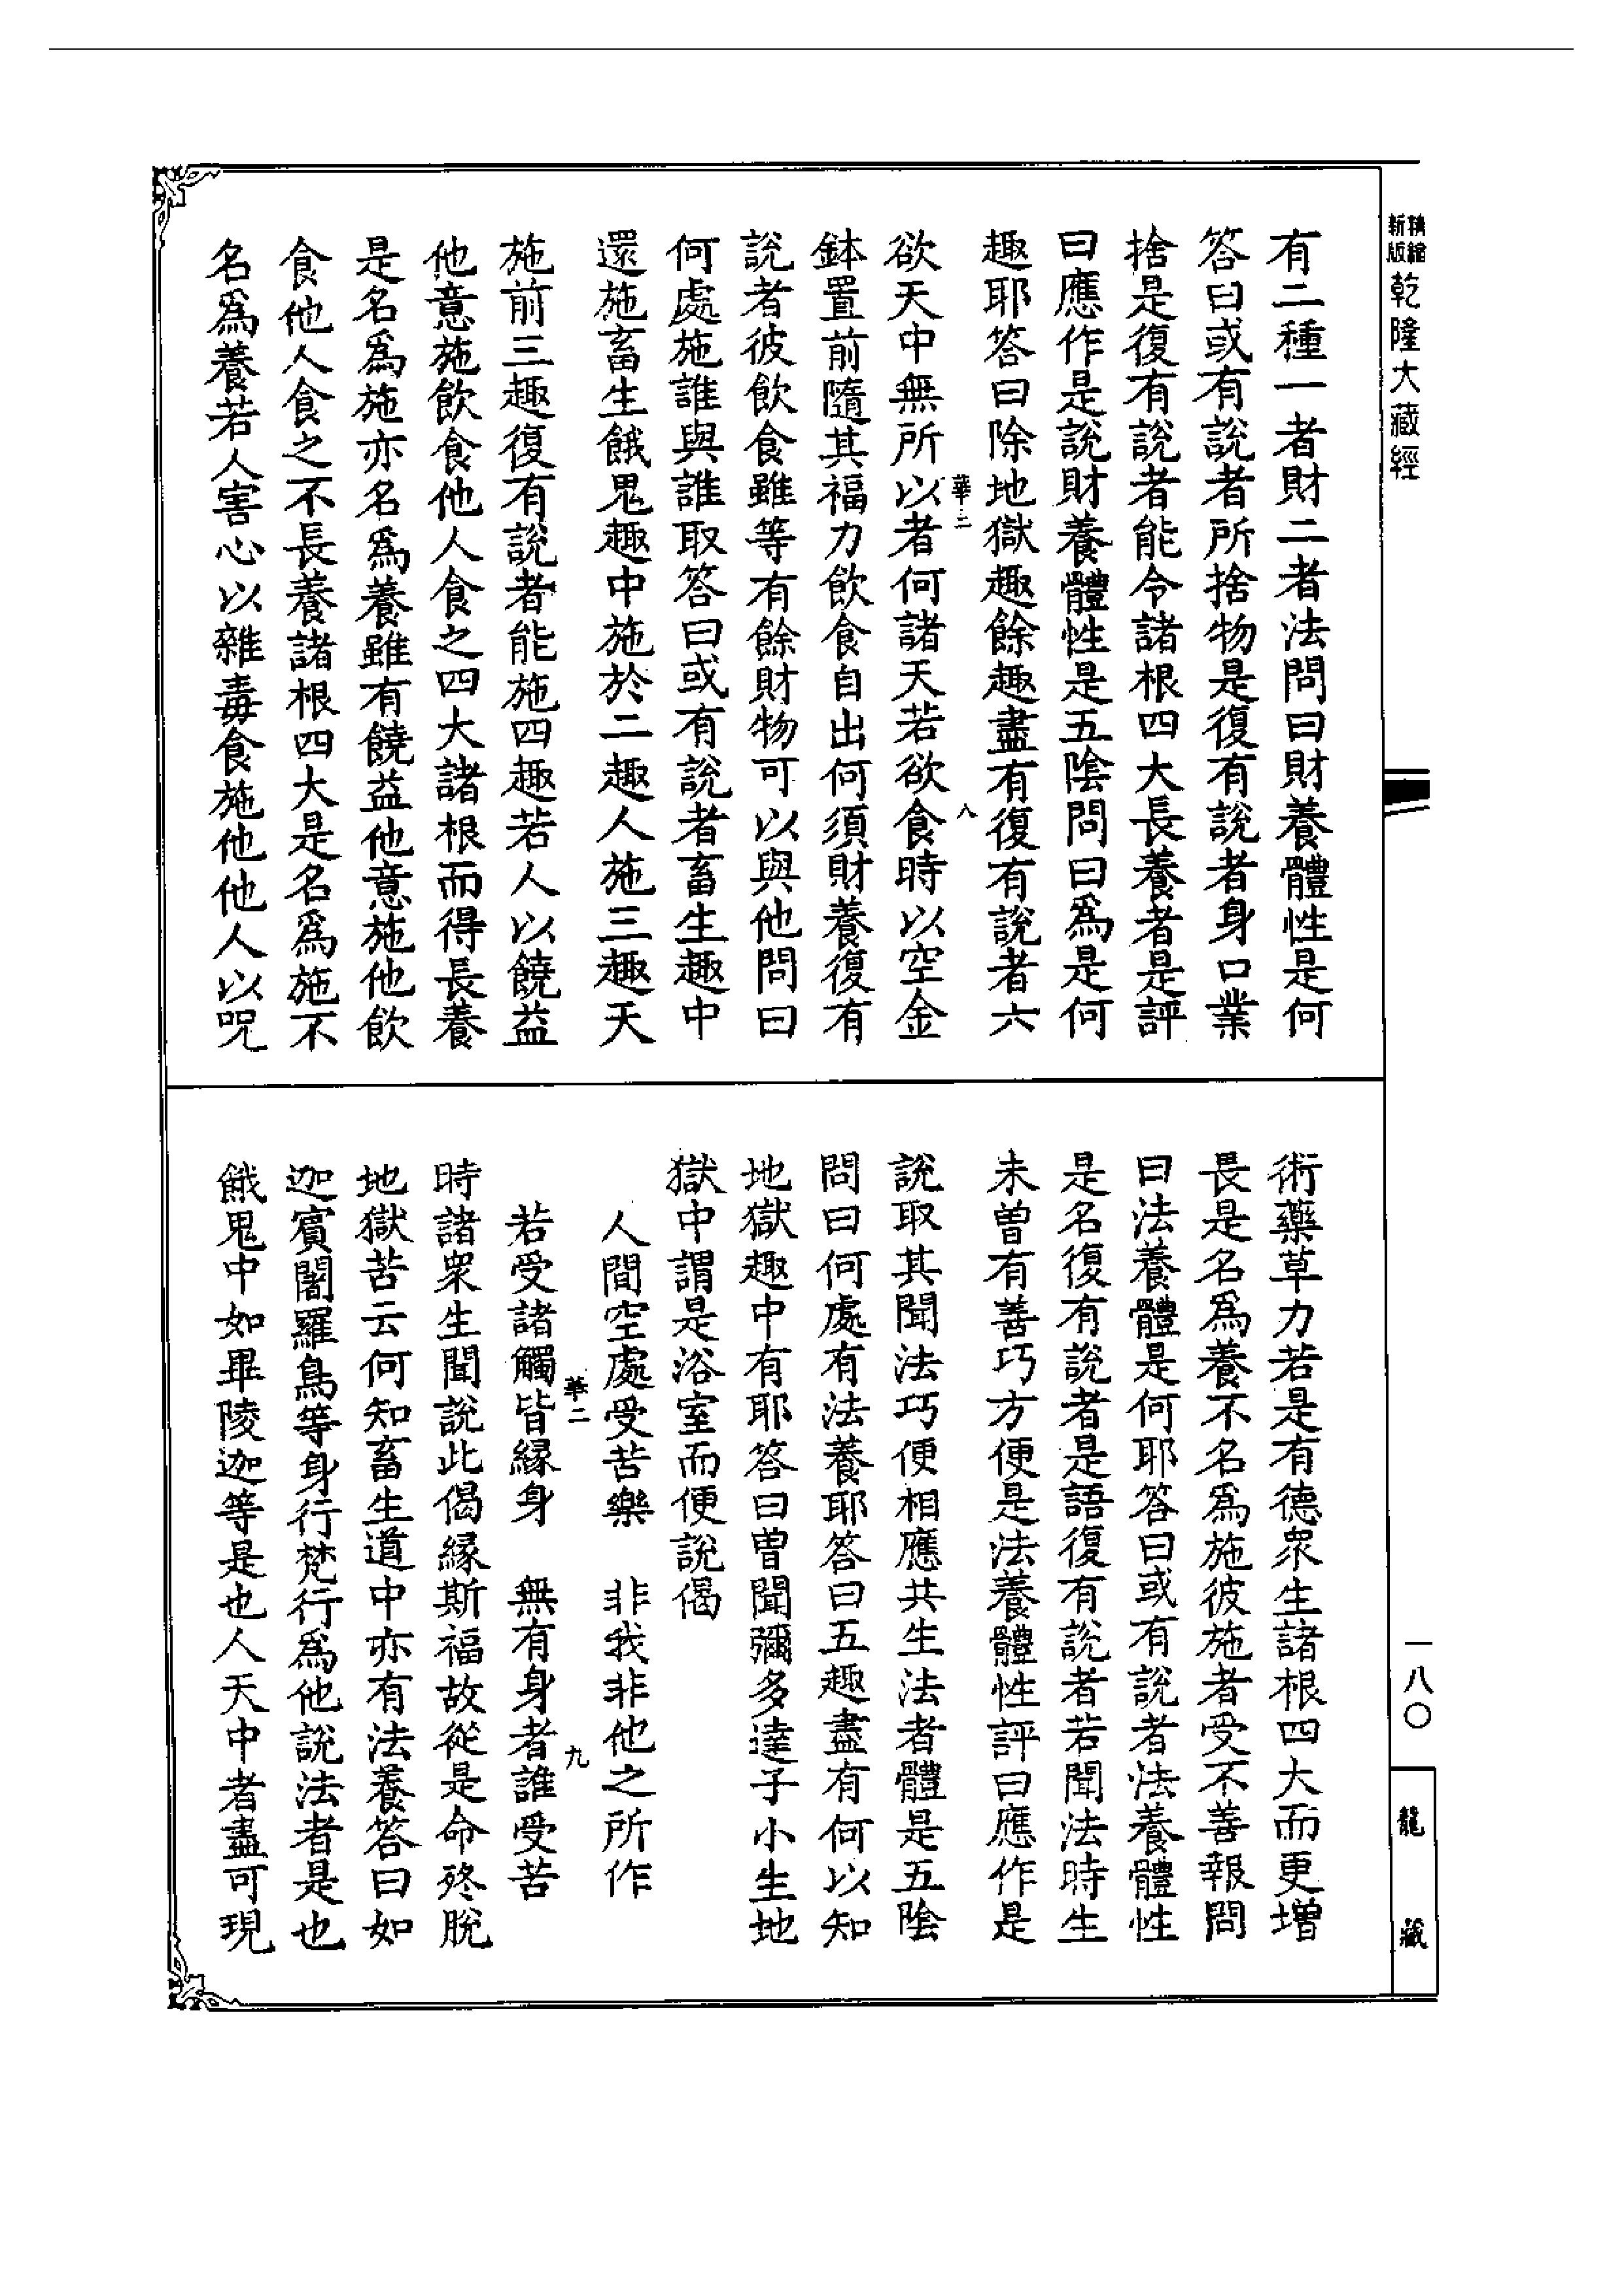 精縮新版乾隆大藏經
有二種一者財二者法問曰財養體性是何
答曰或有說者所捨物是復有說者身口業
捨是復有說者能令諸根四大長養者是評
曰應作是說財養體性是五陰問曰為是何
趣耶答曰除地獄趣餘趣盡有復有說者六
華二
八
欲天中無所以者何諸天若欲食時以空金
鉢置前隨其福力飲食自出何須財養復有
說者彼飲食雖等有餘財物可以與他問曰
何處施誰與誰取答曰或有說者畜生趣中
還施畜生餓鬼趣中施於二趣人施三趣天
施前三趣復有說者能施四趣若人以饒益
他意施飲食他人食之四大諸根而得長養
是名為施亦名為養雖有饒益他意施他飲
食他人食之不長養諸根四大是名為施不
名為養若人害心以雜毒食施他他人以呪
術藥草力若是有德眾生諸根四大而更增
畏是名為養不名為施彼施者受不善報問
曰法養體是何耶答曰或有說者法養體性
是名復有說者是語復有說者若聞法時生
未曾有善巧方便是法養體性評曰應作是
說取其聞法巧便相應共生法者體是五陰
問曰何處有法養耶答曰五趣盡有何以知
地獄趣中有耶答曰曾聞彌多達子小生地
獄中謂是浴室而便說偈
人間空處受苦樂　非我非他之所作
華二
九
若受諸觸皆緣身　無有身者誰受苦
時諸眾生聞說此偈緣斯福故從是命終脫
地獄苦云何知畜生道中亦有法養答曰如
迦賓闍羅鳥等身行梵行為他說法者是也
餓鬼中如畢陵迦等是也人天中者盡可現
一八〇
龍藏